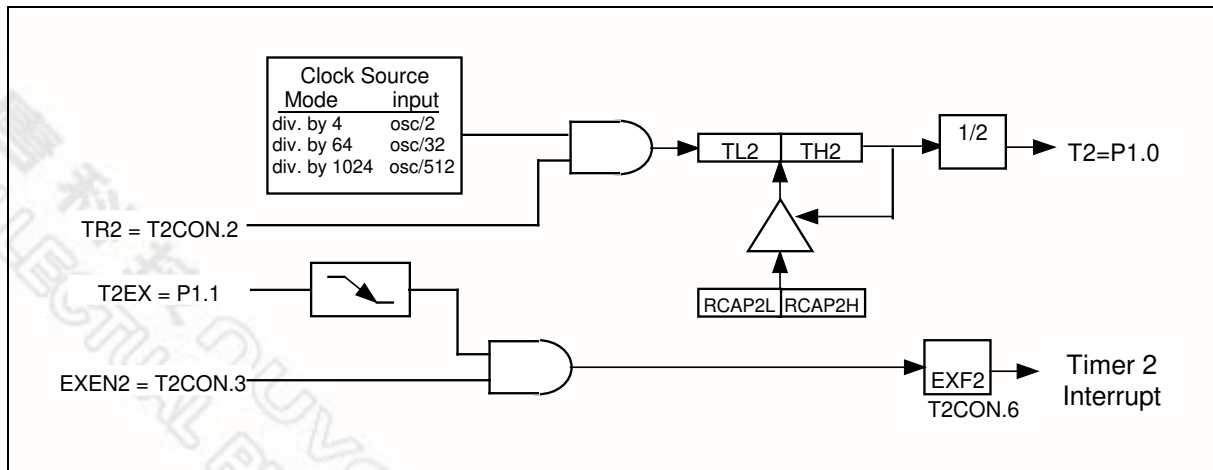 Clock Source
Mode input
div. by 4 osc/2
div. by 64 osc/32
div. by 1024 osc/512
TL2 TH2
1/2
T2=P1.0
TR2 = T2CON.2
T2EX = P1.1
RCAP2L RCAP2H
EXEN2 = T2CON.3
EXF2
T2CON.6
Timer 2
Interrupt